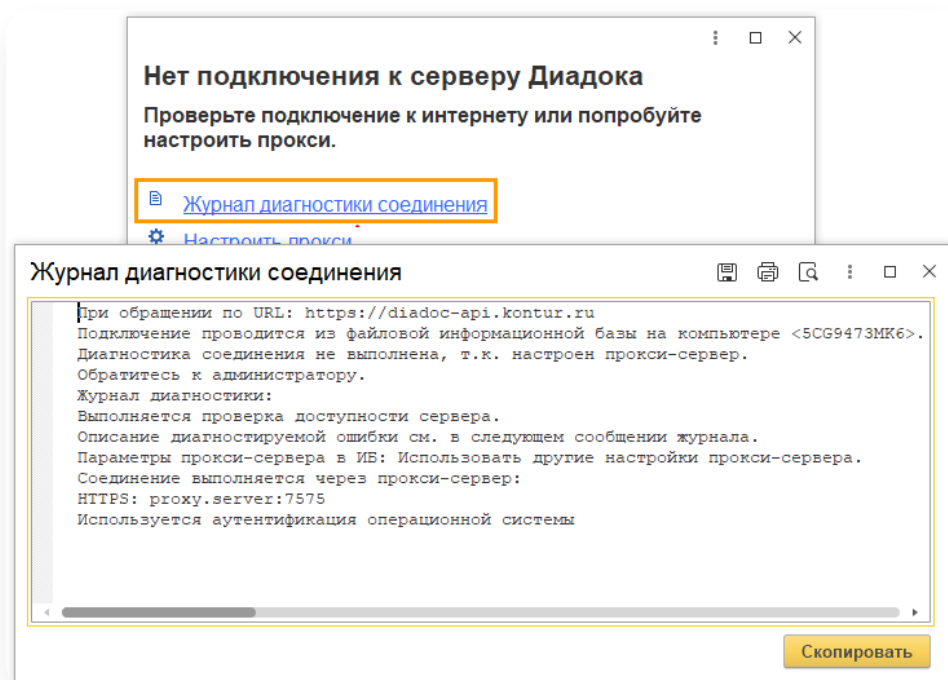 Нет подключения к серверу Диадока
Проверьте подключение к интернету или попробуйте
настроить прокси.
Журнал диагностики соединения
Настроить прокси
Журнал диагностики соединения
При обращении по URL: https://diadoc-api.kontur.ru
Подключение проводится из файловой информационной базы на компьютере <5CG9473MK6>.
Диагностика соединения не выполнена, т.к. настроен прокси-сервер.
Обратитесь к администратору.
Журнал диагностики:
Выполняется проверка доступности сервера.
Описание диагностируемой ошибки см. в следующем сообщении журнала.
Параметры прокси-сервера в ИБ: Использовать другие настройки прокси-сервера.
Соединение выполняется через прокси-сервер:
HTTPS: proxy.server:7575
Используется аутентификация операционной системы
Скопировать